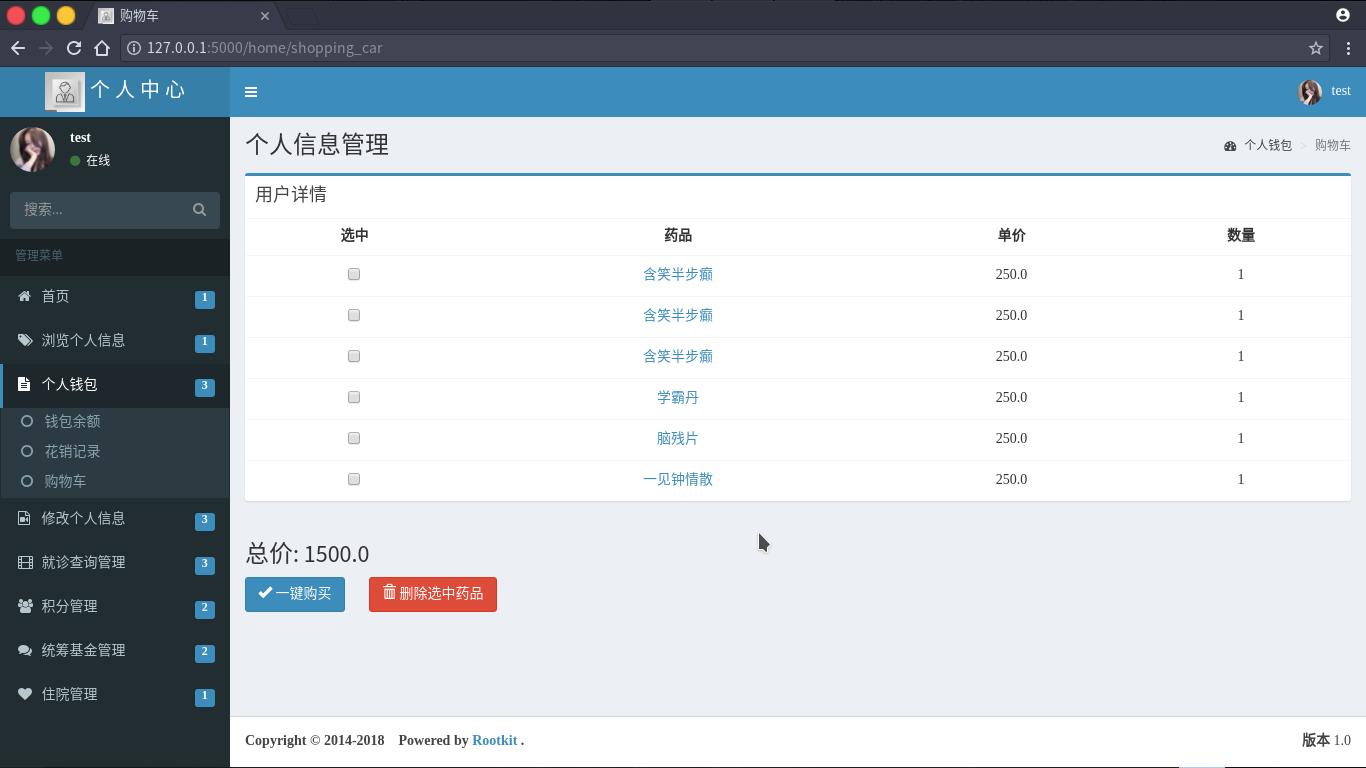 购物车
127.0.0.1:5000/home/shopping_car
个人中心
test
test
在线
搜索...
管理菜单
首页 1
浏览个人信息 1
个人钱包 3
钱包余额
花销记录
购物车
修改个人信息 3
就诊查询管理 3
积分管理 2
统筹基金管理 2
住院管理 1
个人信息管理
个人钱包 > 购物车
用户详情
选中 药品 单价 数量
含笑半步癫 250.0 1
含笑半步癫 250.0 1
含笑半步癫 250.0 1
学霸丹 250.0 1
脑残片 250.0 1
一见钟情散 250.0 1
总价: 1500.0
一键购买 删除选中药品
Copyright © 2014-2018 Powered by Rootkit .
版本 1.0